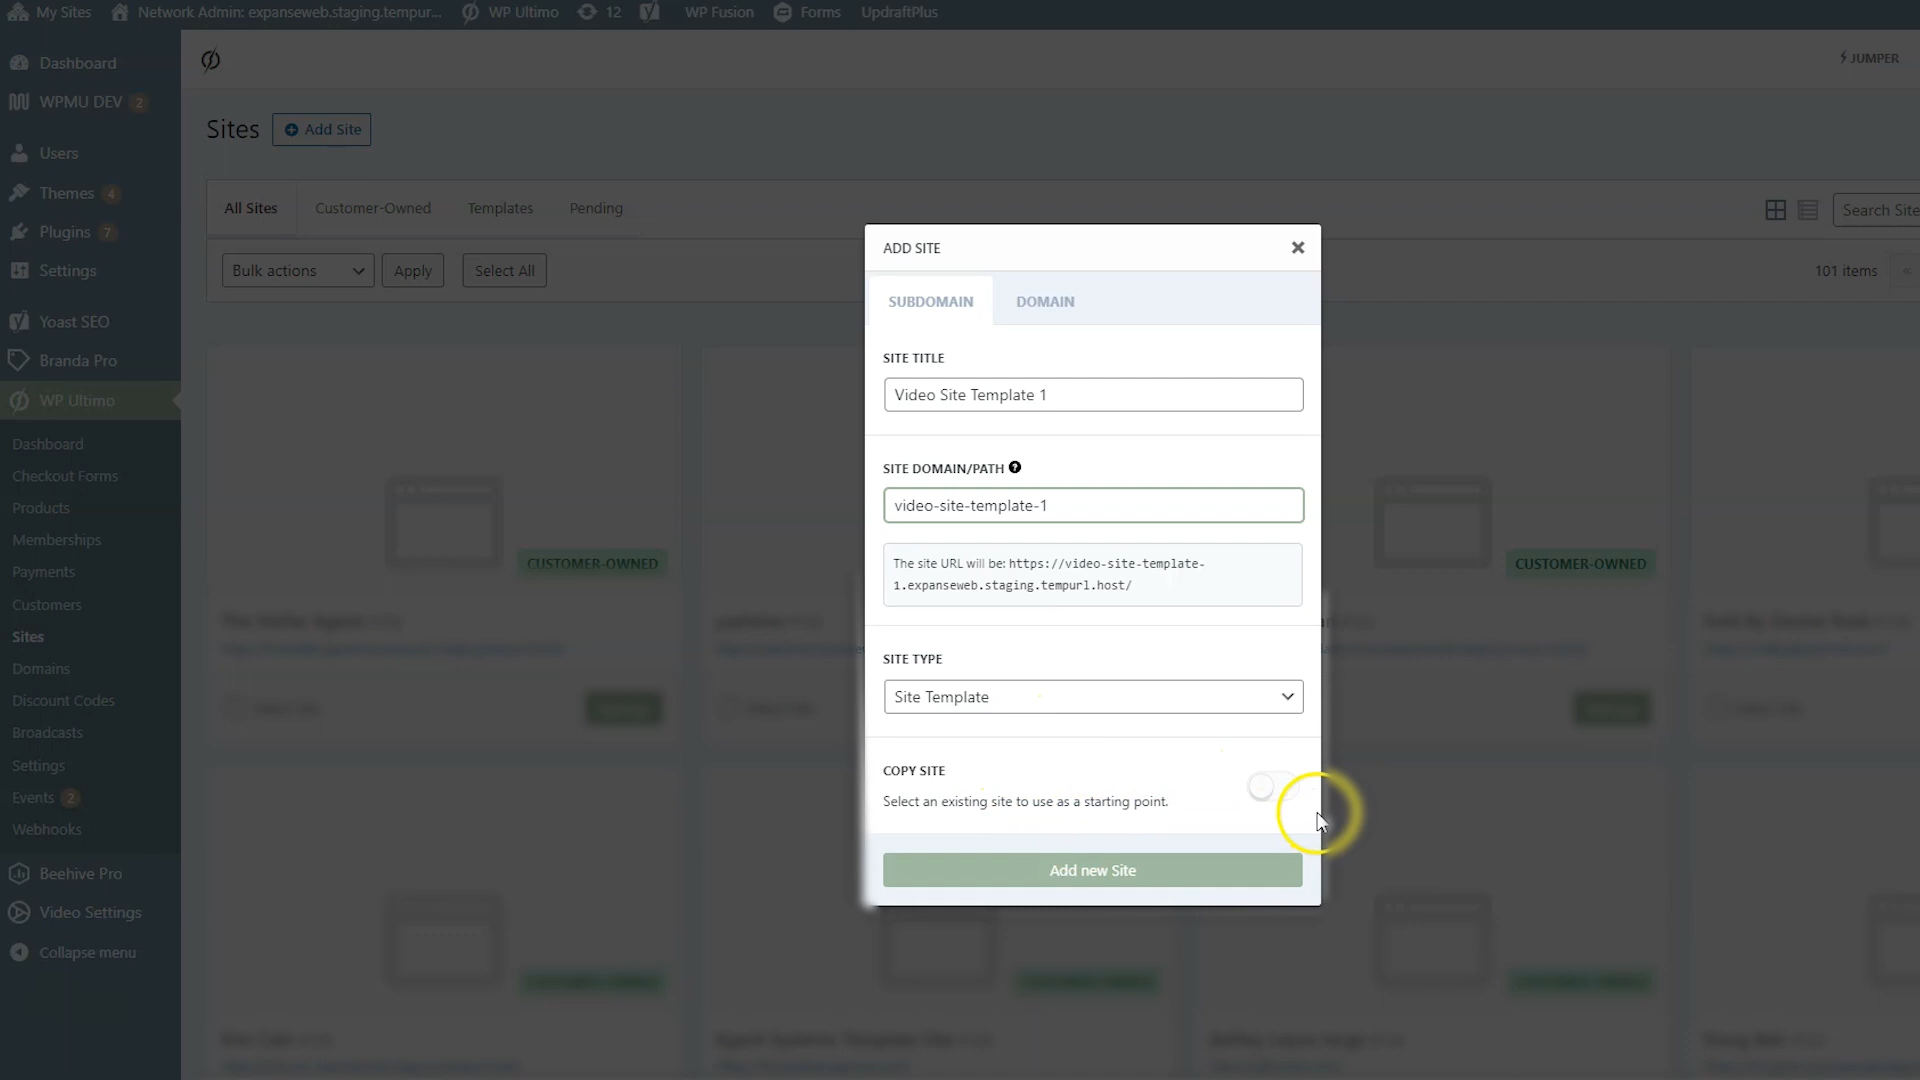 My Sites
Network Admin: expanseweb.staging.tempur...
WP Ultimo
12
WP Fusion
Forms
UpdraftPlus
Dashboard
WPMU DEV 2
Users
Themes 4
Plugins 7
Settings
Yoast SEO
Branda Pro
WP Ultimo
Dashboard
Checkout Forms
Products
Memberships
Payments
Customers
Sites
Domains
Discount Codes
Broadcasts
Settings
Events 2
Webhooks
Beehive Pro
Video Settings
Collapse menu
JUMPER
Sites
Add Site
All Sites
Customer-Owned
Templates
Pending
Search Site
Bulk actions
Apply
Select All
101 items
«
CUSTOMER-OWNED
CUSTOMER-OWNED
ADD SITE
SUBDOMAIN
DOMAIN
SITE TITLE
Video Site Template 1
SITE DOMAIN/PATH
video-site-template-1
The site URL will be: https://video-site-template-
1.expanseweb.staging.tempurl.host/
SITE TYPE
Site Template
COPY SITE
Select an existing site to use as a starting point.
Add new Site